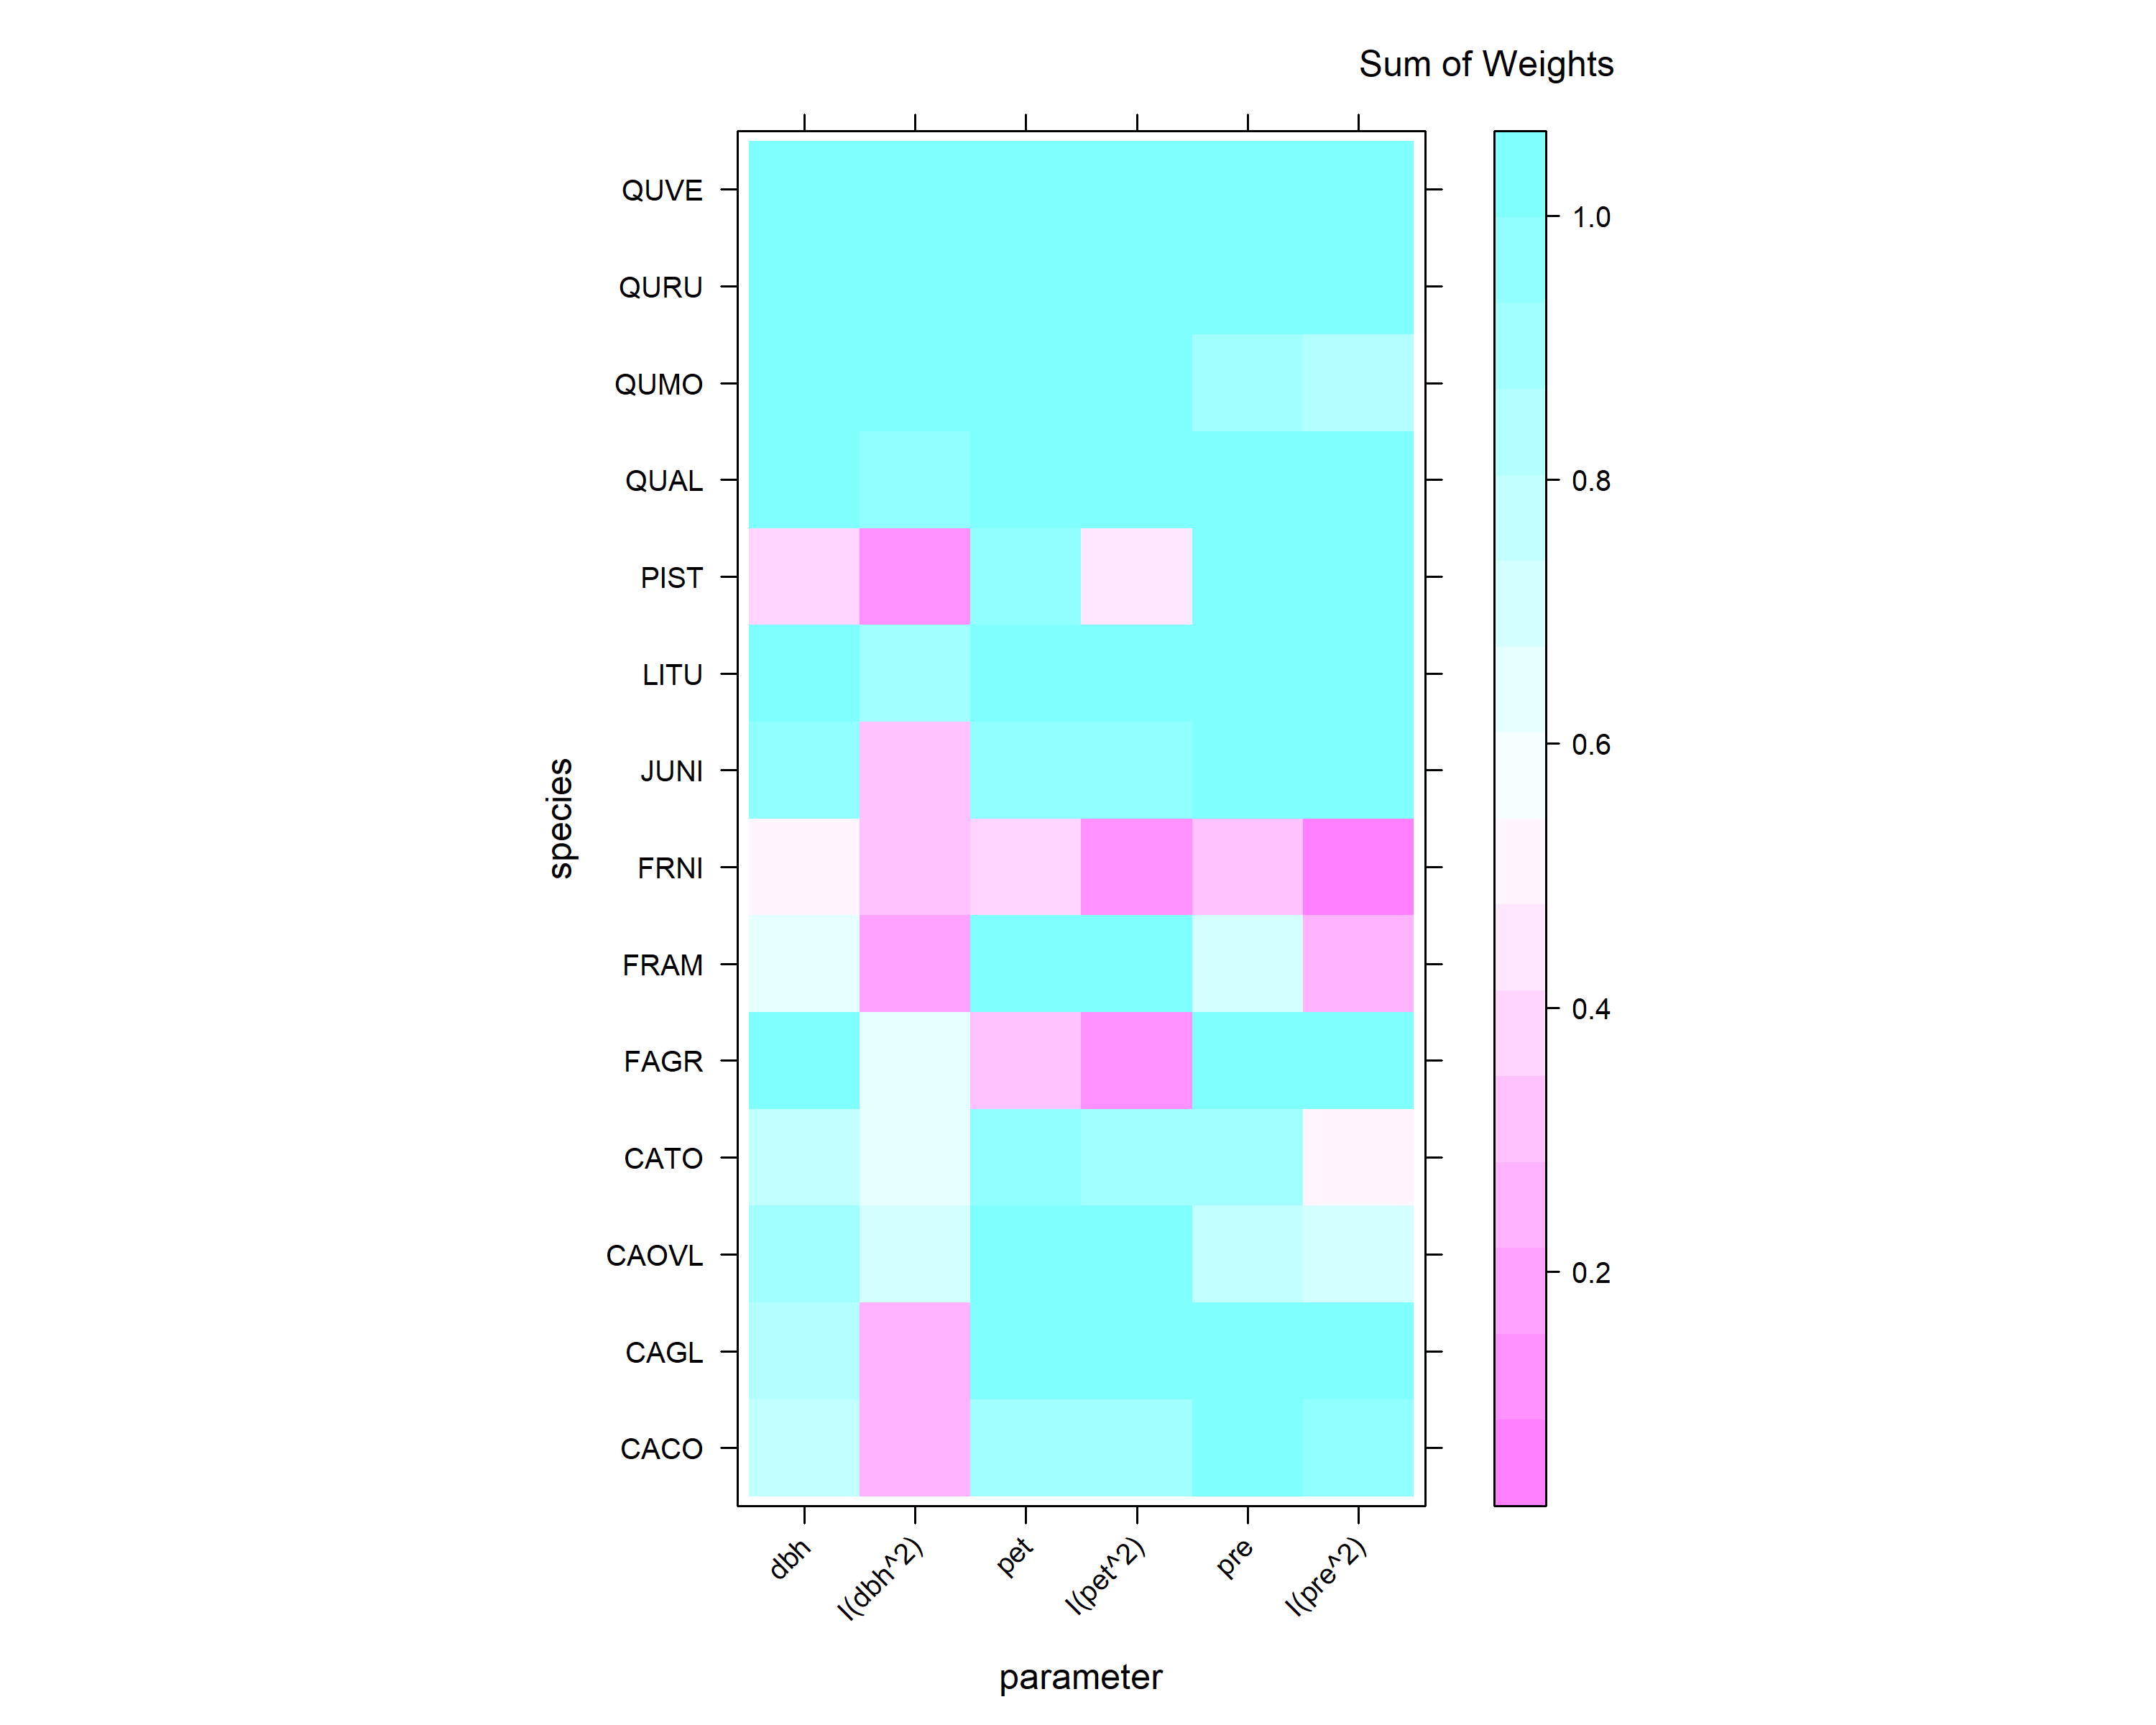 Sum of Weights
QUVE
QURU
QUMO
QUAL
PIST
LITU
JUNI
FRNI
FRAM
FAGR
CATO
CAOVL
CAGL
CACO
species
dbh
I(dbh^2)
pet
I(pet^2)
pre
I(pre^2)
parameter
1.0
0.8
0.6
0.4
0.2